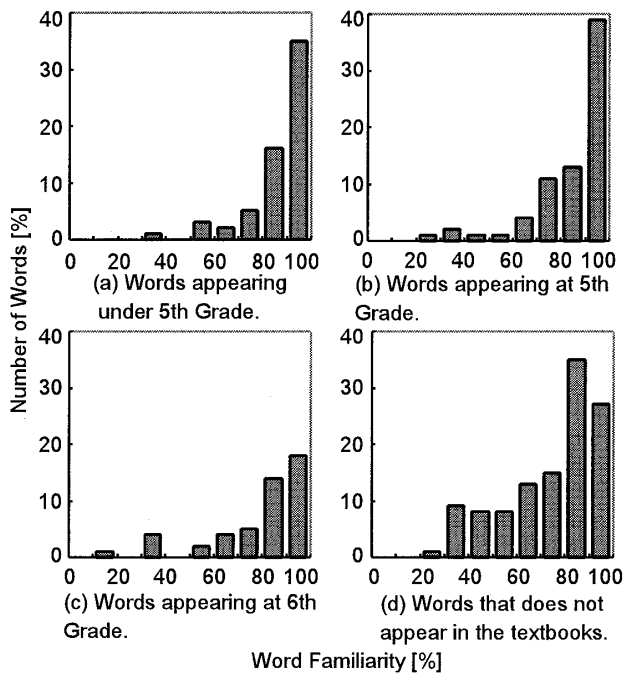 40
30
20
10
0
0 20 40 60 80 100
(a) Words appearing
under 5th Grade.
40
30
20
10
0
0 20 40 60 80 100
(b) Words appearing at 5th
Grade.
Number of Words [%]
40
30
20
10
0
0 20 40 60 80 100
(c) Words appearing at 6th
Grade.
40
30
20
10
0
0 20 40 60 80 100
(d) Words that does not
appear in the textbooks.
Word Familiarity [%]